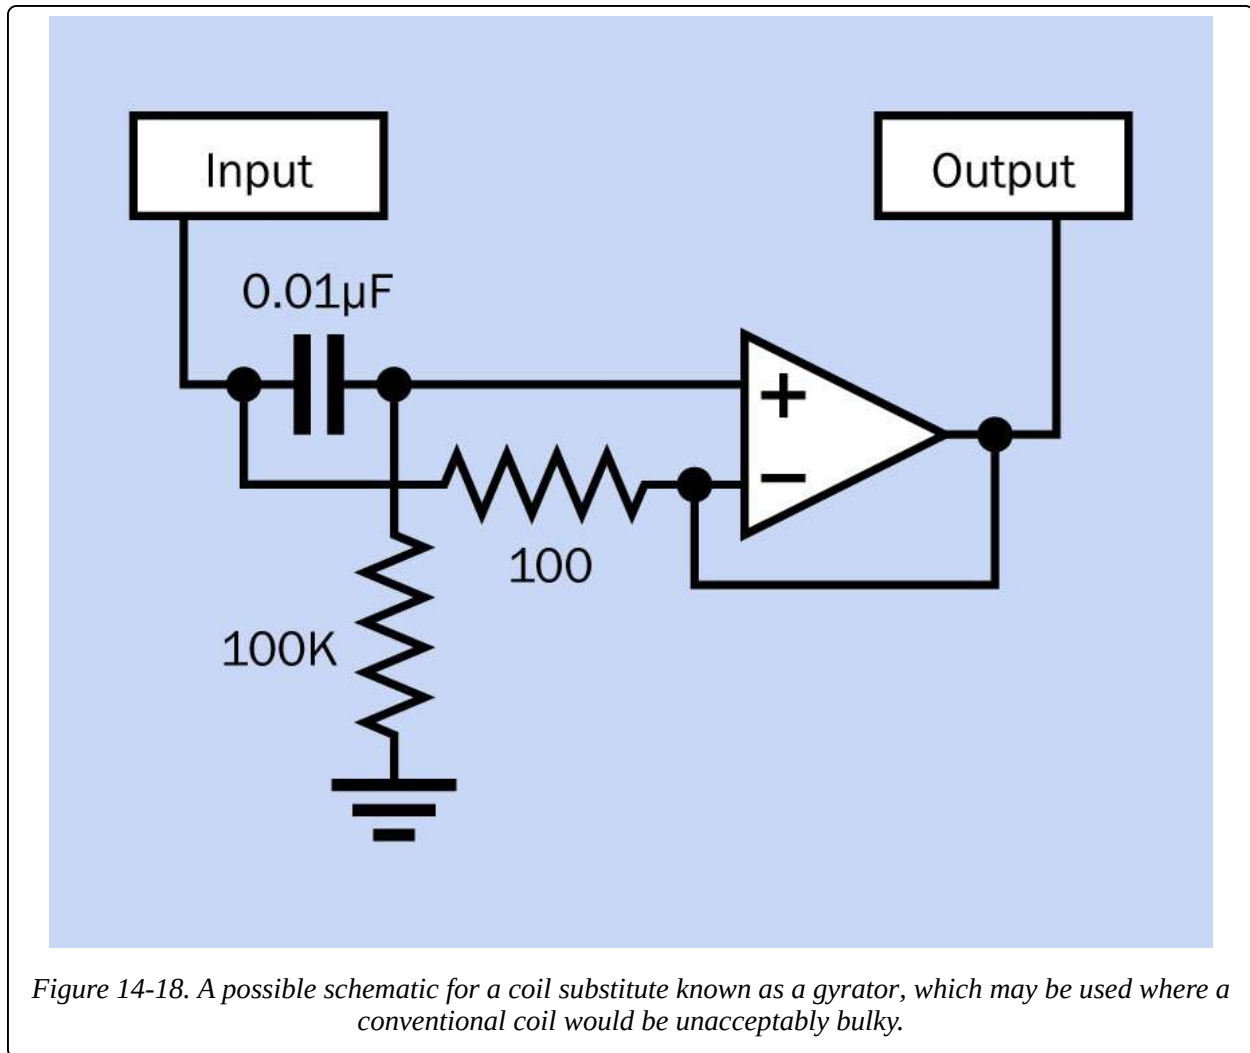 Input
Output
0.01µF
+
−
100
100K
Figure 14-18. A possible schematic for a coil substitute known as a gyrator, which may be used where a
conventional coil would be unacceptably bulky.